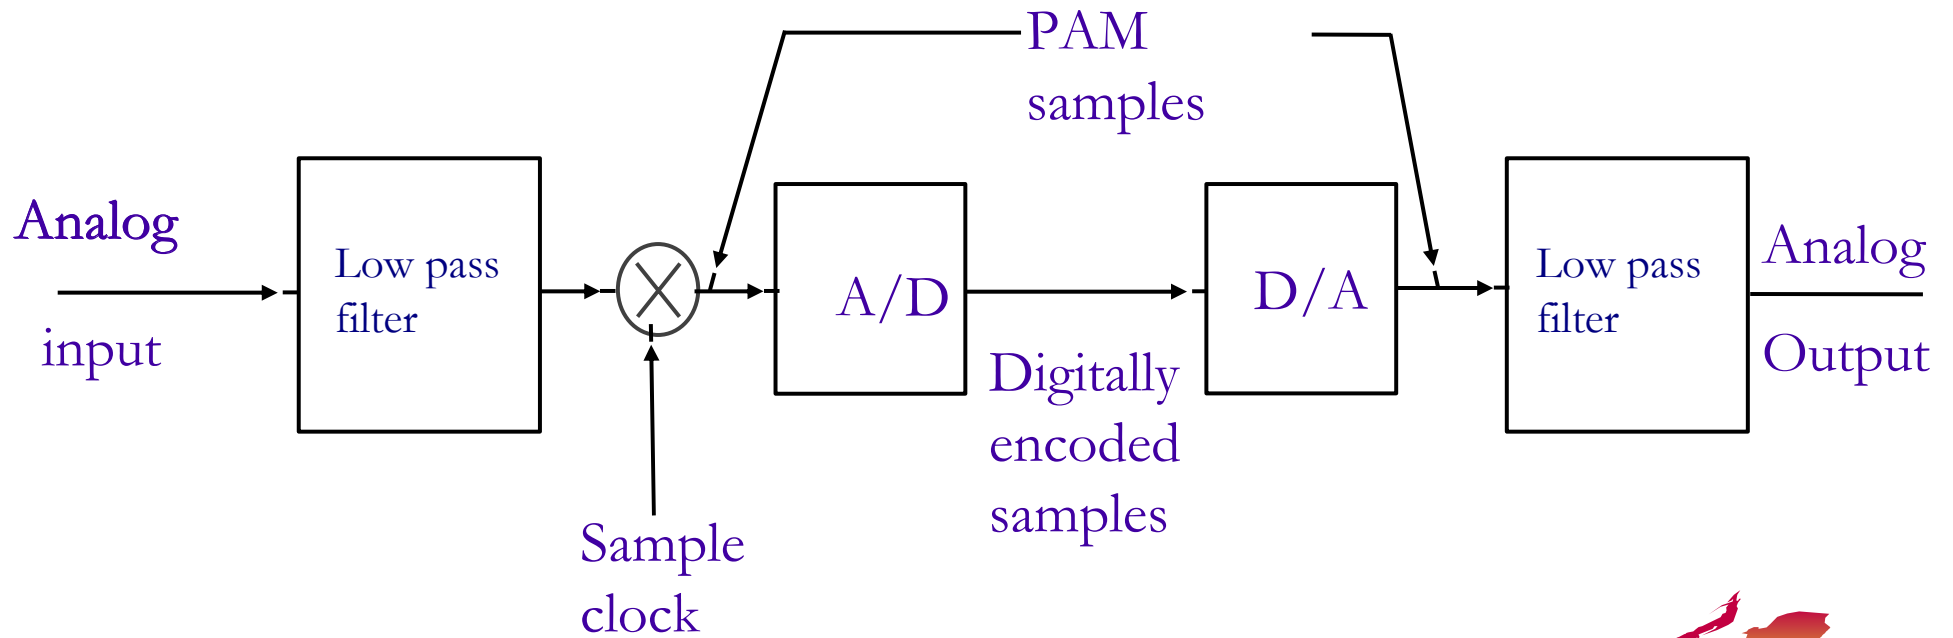 PAM
samples
Analog
input
Low pass
filter
A/D
D/A
Low pass
filter
Analog
Output
Digitally
encoded
samples
Sample
clock